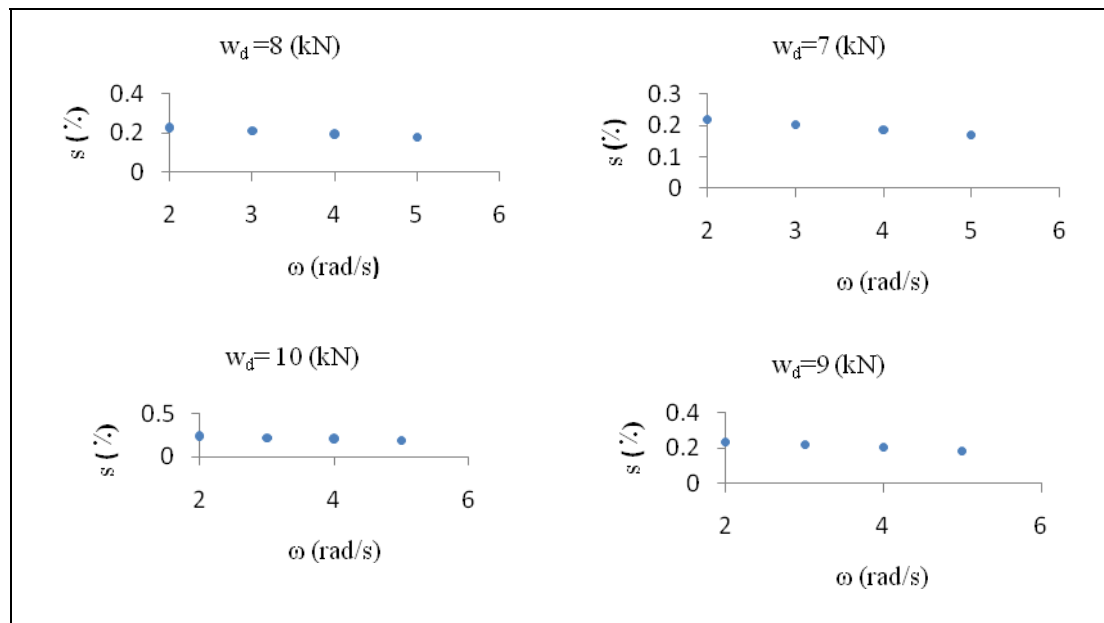 w_d =8 (kN)
0.4
0.2
0
s (٪)
2 3 4 5 6
ω (rad/s)
w_d=7 (kN)
0.3
0.2
0.1
0
s (٪)
2 3 4 5 6
ω (rad/s)
w_d= 10 (kN)
0.5
0
s (٪)
2 4 6
ω (rad/s)
w_d=9 (kN)
0.4
0.2
0
s (٪)
2 4 6
ω (rad/s)